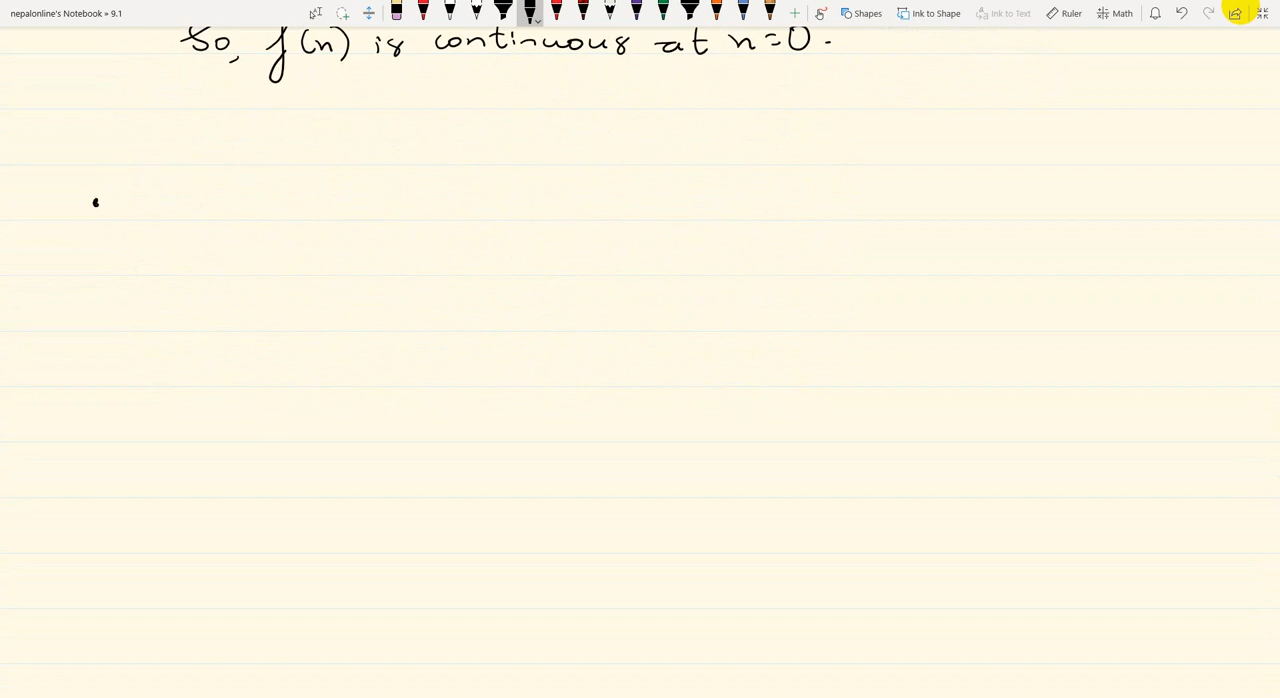 nepalonline's Notebook » 9.1
Shapes
Ink to Shape
Ink to Text
Ruler
Math
So, f(x) is continuous at x=0.